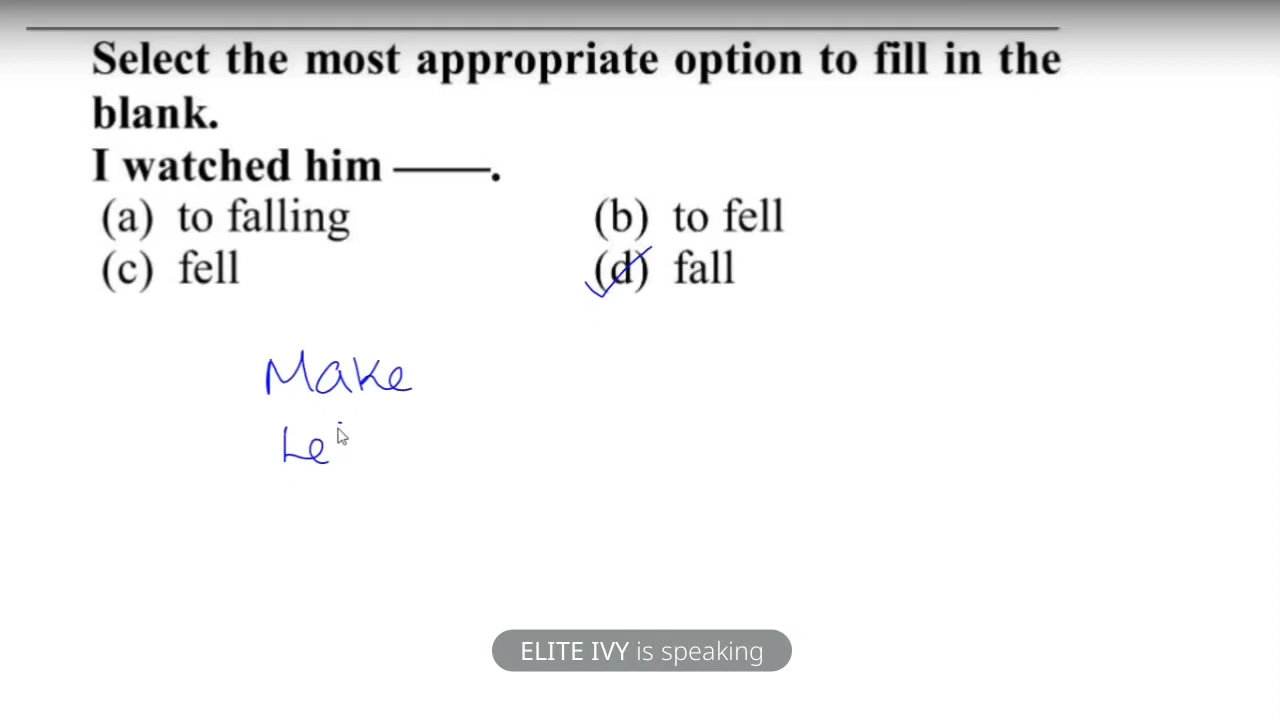 Select the most appropriate option to fill in the
blank.
I watched him ——.
(a) to falling (b) to fell
(c) fell (d) fall
Make
Le
ELITE IVY is speaking